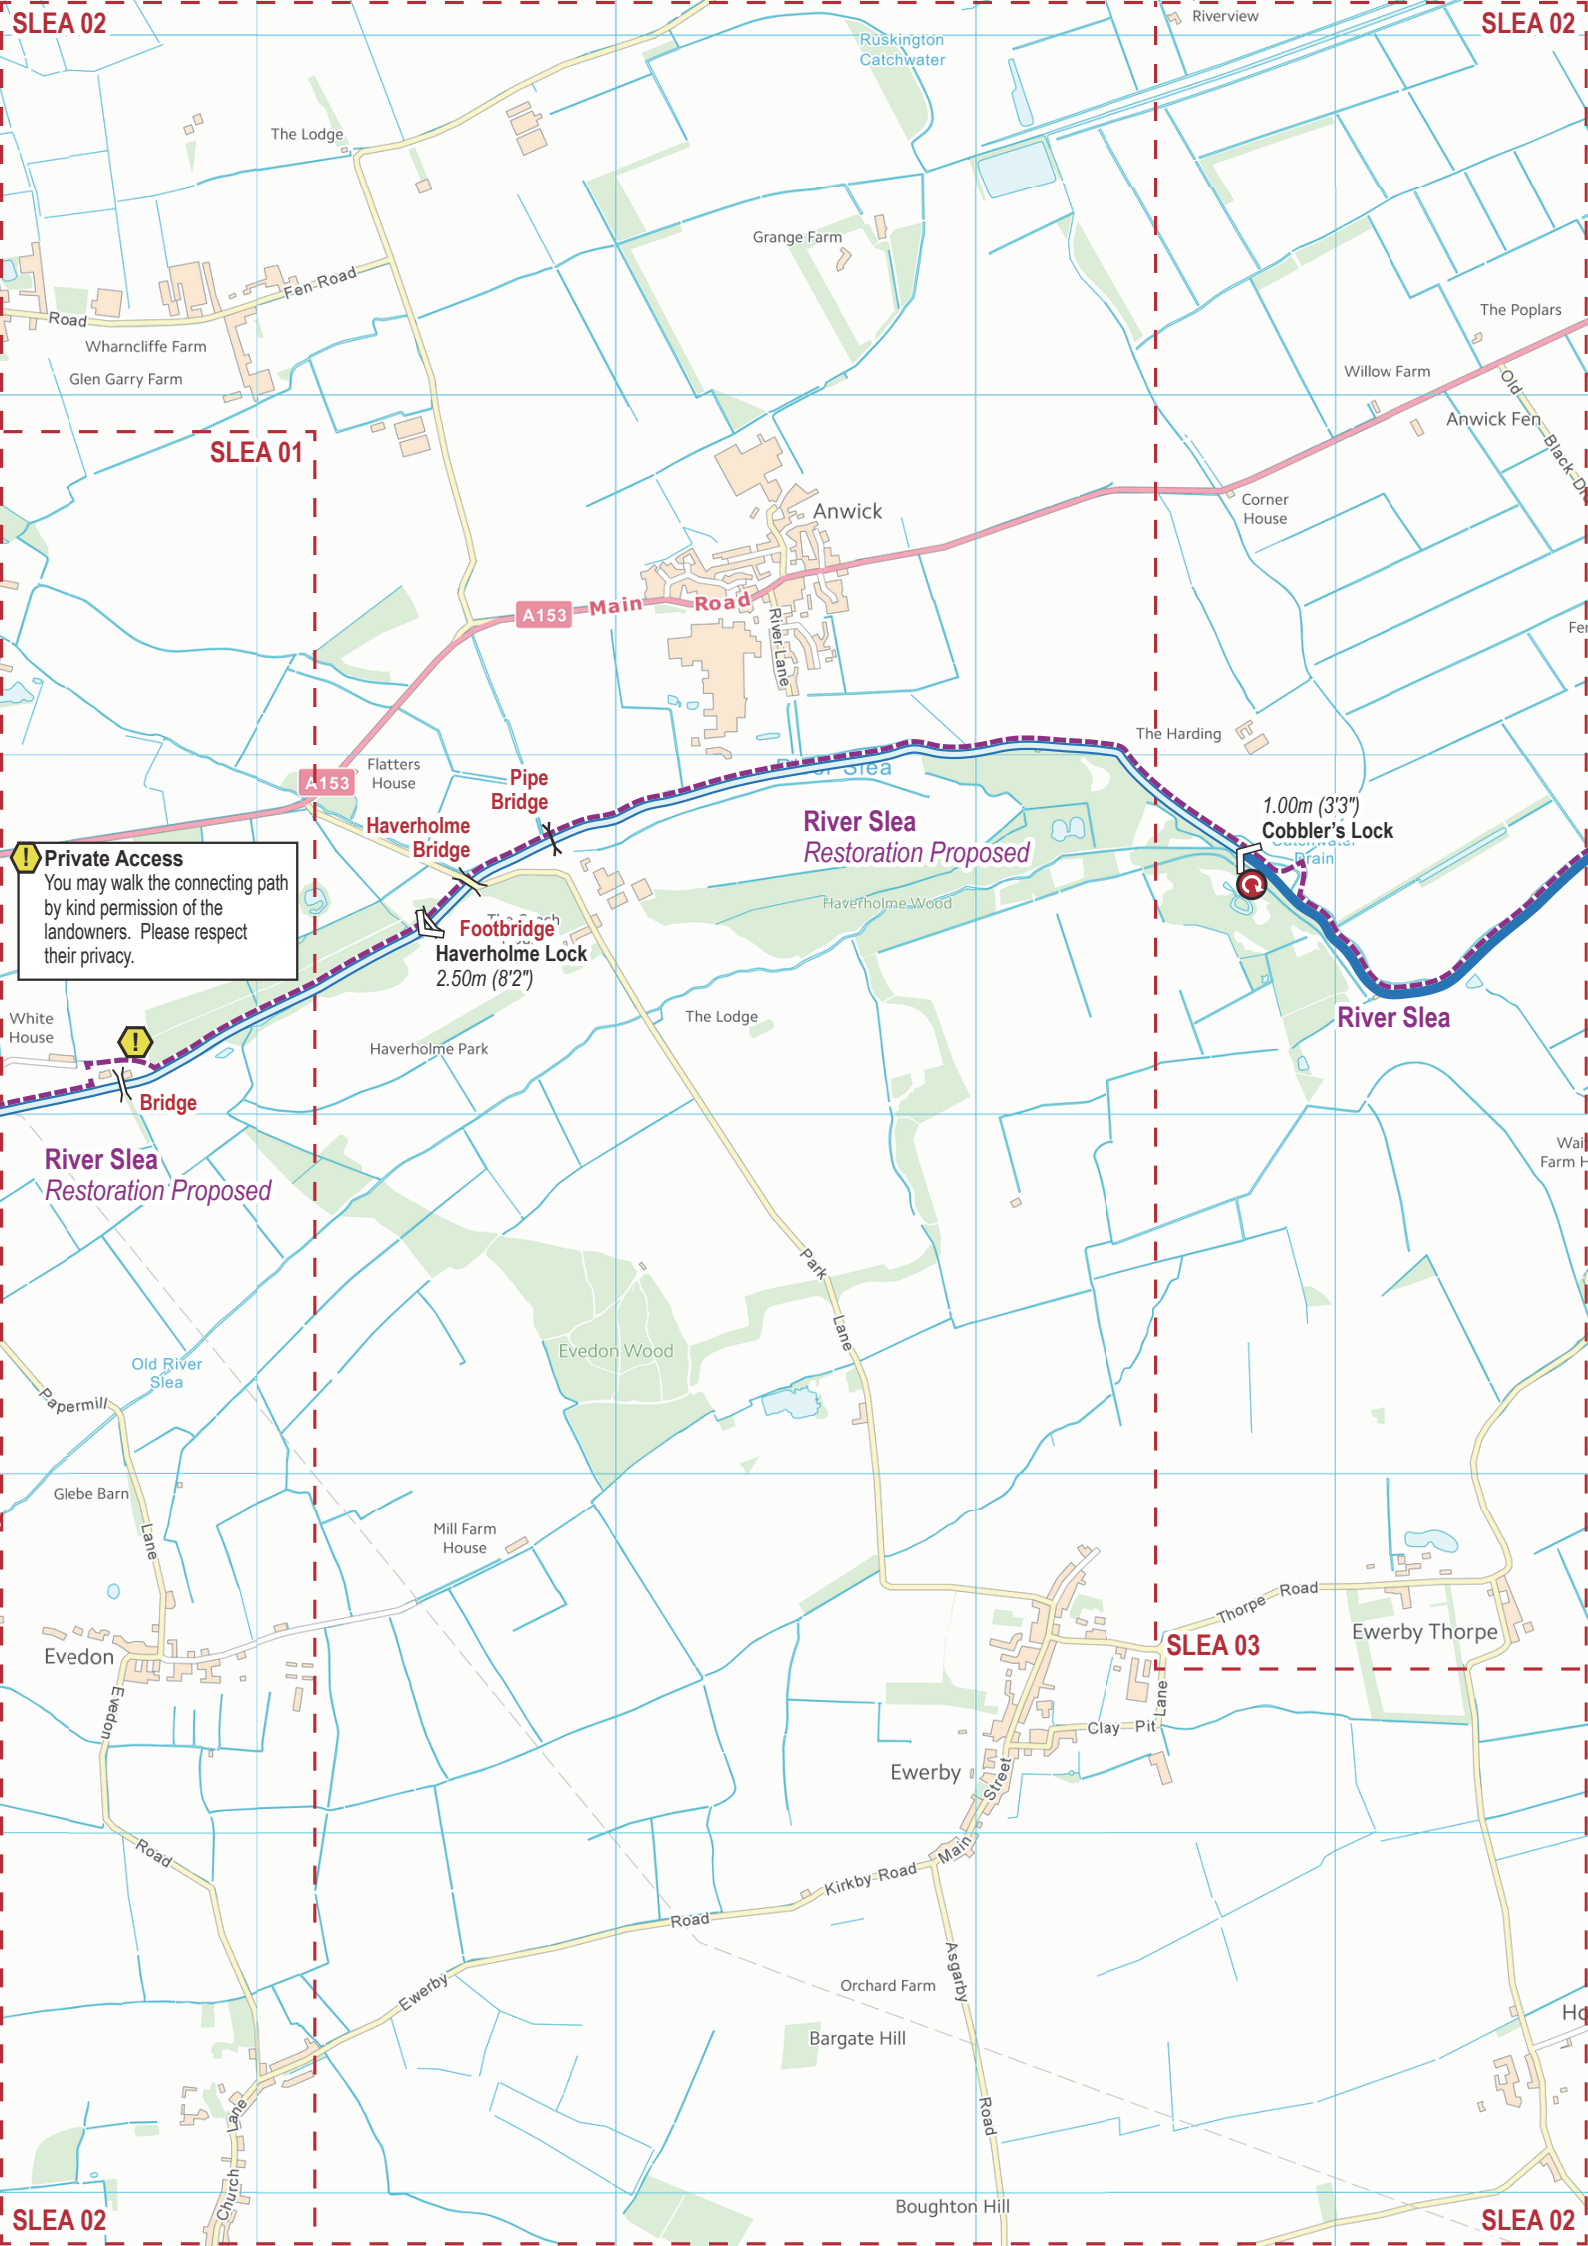 SLEA 02
SLEA 02
Riverview
Ruskington
Catchwater
The Lodge
Grange Farm
Fen Road
Road
Wharncliffe Farm
Glen Garry Farm
The Poplars
Willow Farm
Old
Black
Anwick Fen
SLEA 01
Anwick
Corner
House
A153
Main Road
River Lane
The Harding
Flatters
House
A153
River Slea
Pipe
Bridge
Haverholme
Bridge
River Slea
Restoration Proposed
1.00m (3'3")
Cobbler's Lock
Catchwater
Drain
! Private Access
You may walk the connecting path
by kind permission of the
landowners. Please respect
their privacy.
Haverholme Wood
Footbridge
Haverholme Lock
2.50m (8'2")
White
House
The Lodge
River Slea
!
Haverholme Park
Bridge
River Slea
Restoration Proposed
Farm
Park
Lane
Evedon Wood
Old River
Slea
Papermill
Lane
Glebe Barn
Mill Farm
House
Thorpe Road
Ewerby Thorpe
SLEA 03
Evedon
Evedon
Road
Clay Pit Lane
Ewerby
Main Street
Kirkby Road
Ewerby Road
Asgarby
Road
Orchard Farm
Bargate Hill
Church Lane
Boughton Hill
SLEA 02
SLEA 02